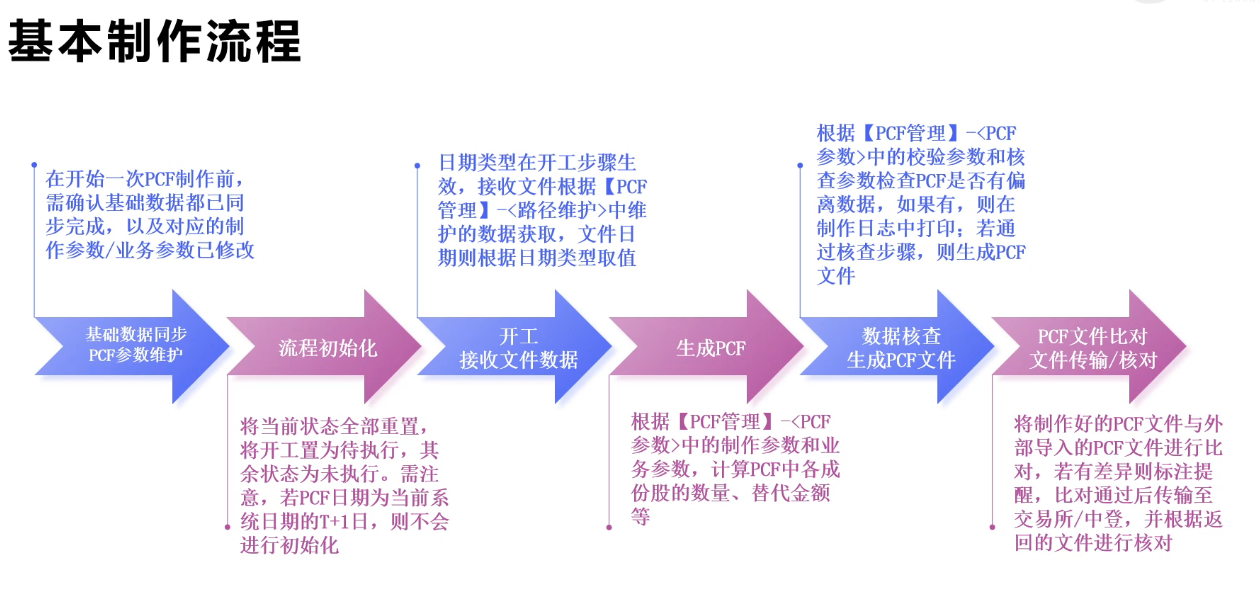 基本制作流程
在开始一次PCF制作前，
需确认基础数据都已同
步完成，以及对应的制
作参数/业务参数已修改
日期类型在开工步骤生
效，接收文件根据【PCF
管理】-<路径维护>中维
护的数据获取，文件日
期则根据日期类型取值
根据【PCF管理】-<PCF
参数>中的校验参数和核
查参数检查PCF是否有偏
离数据，如果有，则在
制作日志中打印；若通
过核查步骤，则生成PCF
文件
基础数据同步
PCF参数维护
流程初始化
开工
接收文件数据
生成PCF
数据核查
生成PCF文件
PCF文件比对
文件传输/核对
将当前状态全部重置，
将开工置为待执行，其
余状态为未执行。需注
意，若PCF日期为当前系
统日期的T+1日，则不会
进行初始化
根据【PCF管理】-<PCF
参数>中的制作参数和业
务参数，计算PCF中各成
份股的数量、替代金额
等
将制作好的PCF文件与外
部导入的PCF文件进行比
对，若有差异则标注提
醒，比对通过后传输至
交易所/中登，并根据返
回的文件进行核对